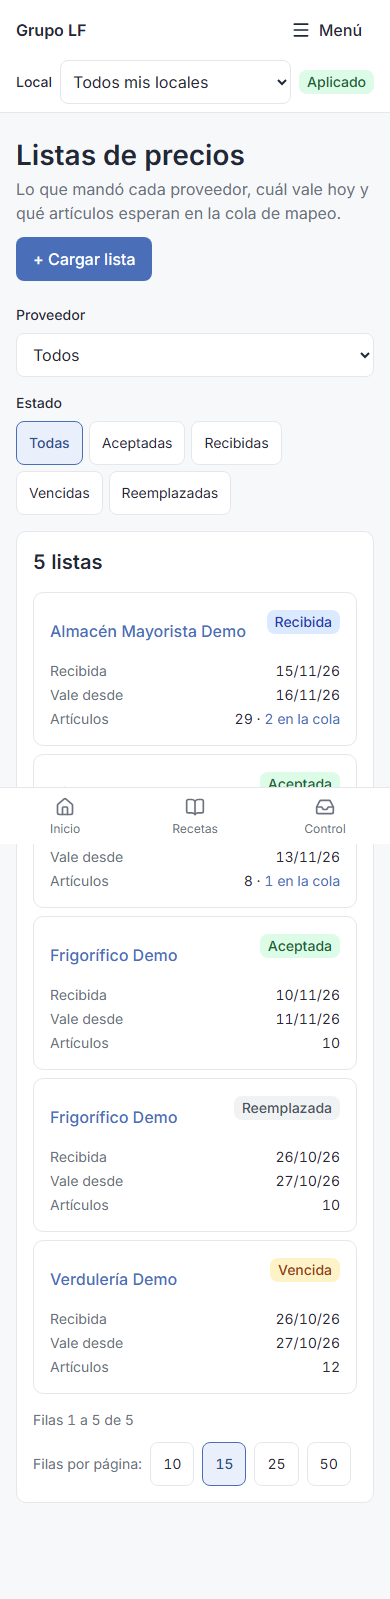 Grupo LF
Menú
Local
Todos mis locales
Aplicado
Listas de precios
Lo que mandó cada proveedor, cuál vale hoy y
qué artículos esperan en la cola de mapeo.
+ Cargar lista
Proveedor
Todos
Estado
Todas
Aceptadas
Recibidas
Vencidas
Reemplazadas
5 listas
Almacén Mayorista Demo
Recibida
Recibida 15/11/26
Vale desde 16/11/26
Artículos 29 · 2 en la cola
Aceptada
Inicio
Recetas
Control
Vale desde 13/11/26
Artículos 8 · 1 en la cola
Frigorífico Demo
Aceptada
Recibida 10/11/26
Vale desde 11/11/26
Artículos 10
Frigorífico Demo
Reemplazada
Recibida 26/10/26
Vale desde 27/10/26
Artículos 10
Verdulería Demo
Vencida
Recibida 26/10/26
Vale desde 27/10/26
Artículos 12
Filas 1 a 5 de 5
Filas por página: 10 15 25 50